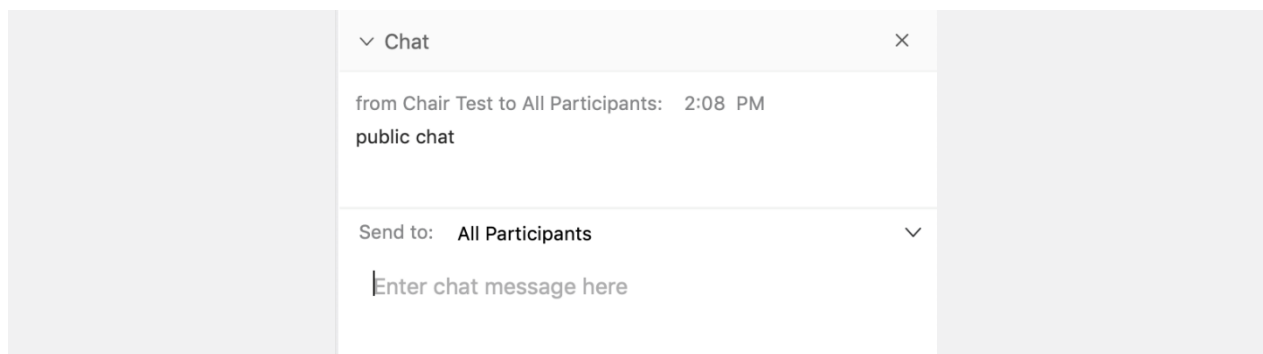 Chat
from Chair Test to All Participants: 2:08 PM
public chat
Send to: All Participants
Enter chat message here